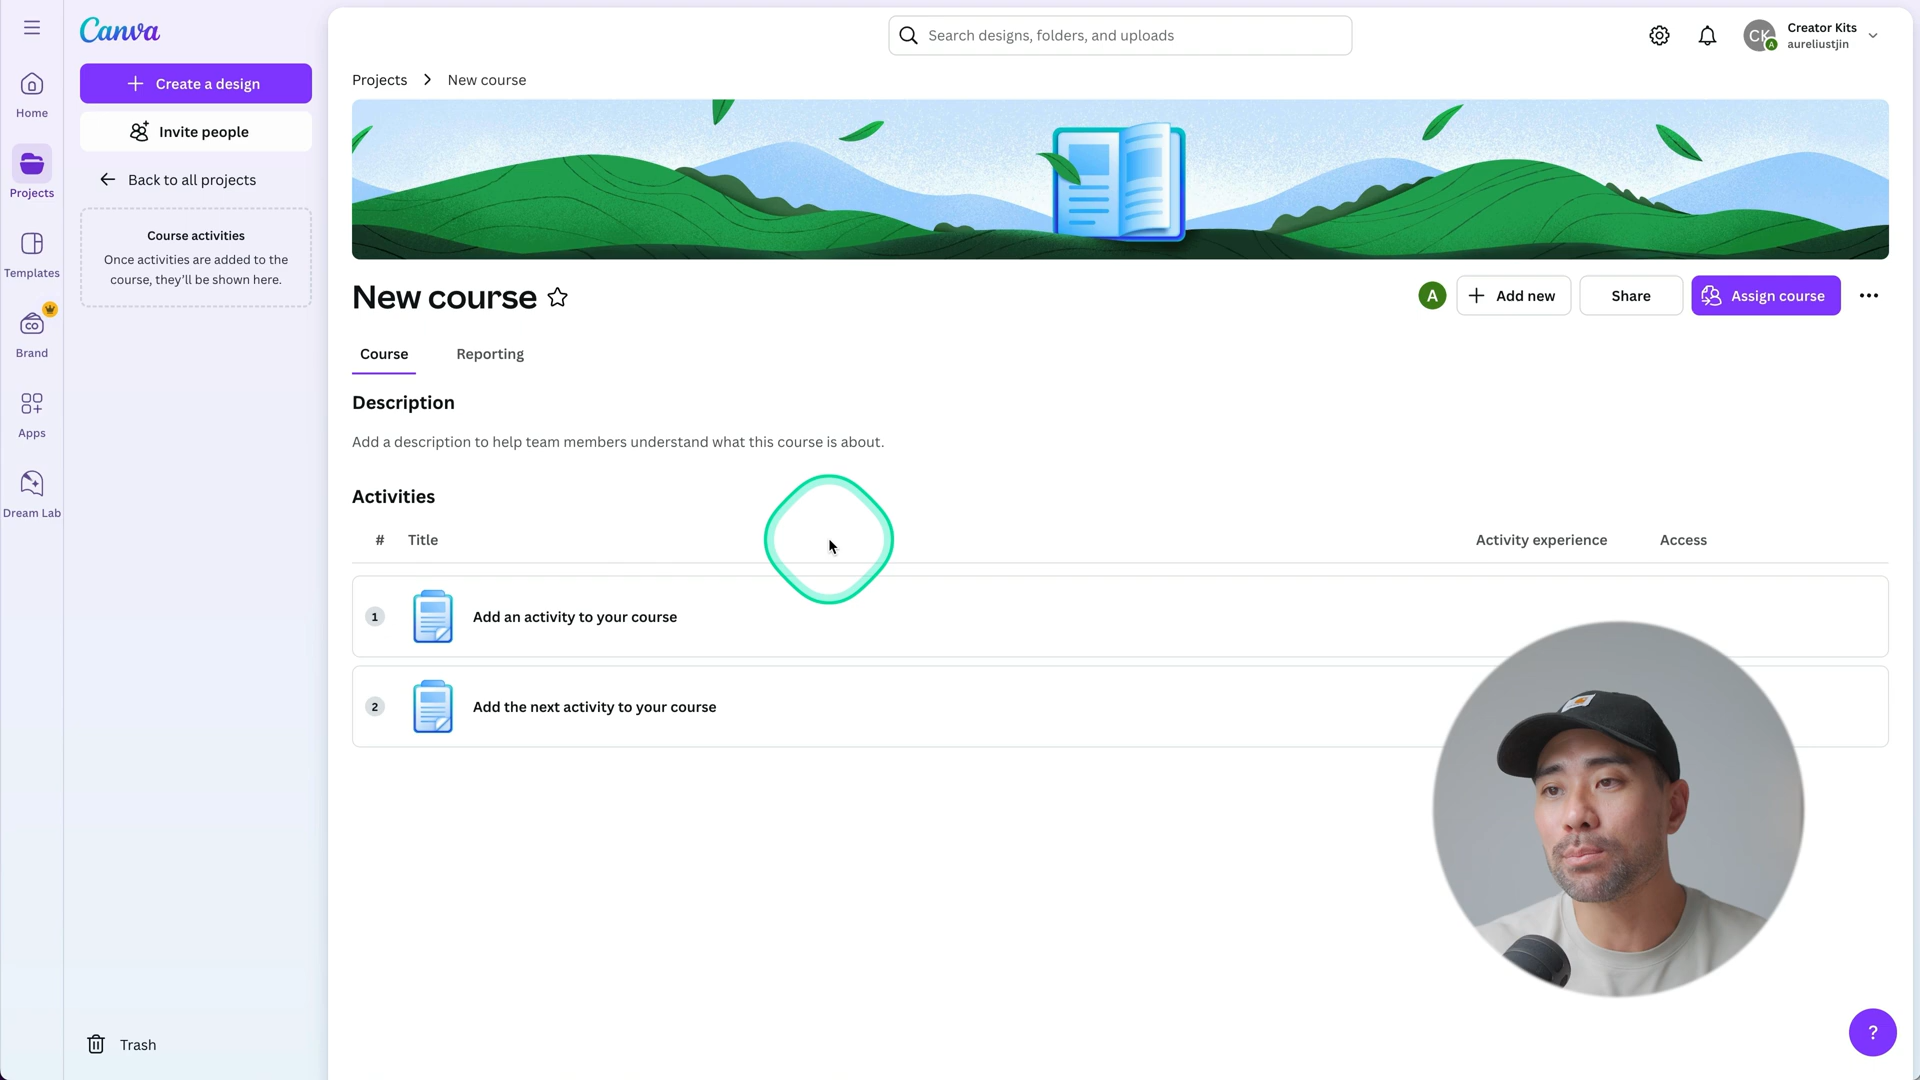 Canva
Create a design
Invite people
Back to all projects
Course activities
Once activities are added to the
course, they'll be shown here.
Trash
Home
Projects
Templates
CO
Brand
Apps
Dream Lab
Search designs, folders, and uploads
CK
A
Creator Kits
aureliustjin
Projects > New course
New course
A
Add new
Share
Assign course
Course
Reporting
Description
Add a description to help team members understand what this course is about.
Activities
# Title Activity experience Access
1 Add an activity to your course
2 Add the next activity to your course
?